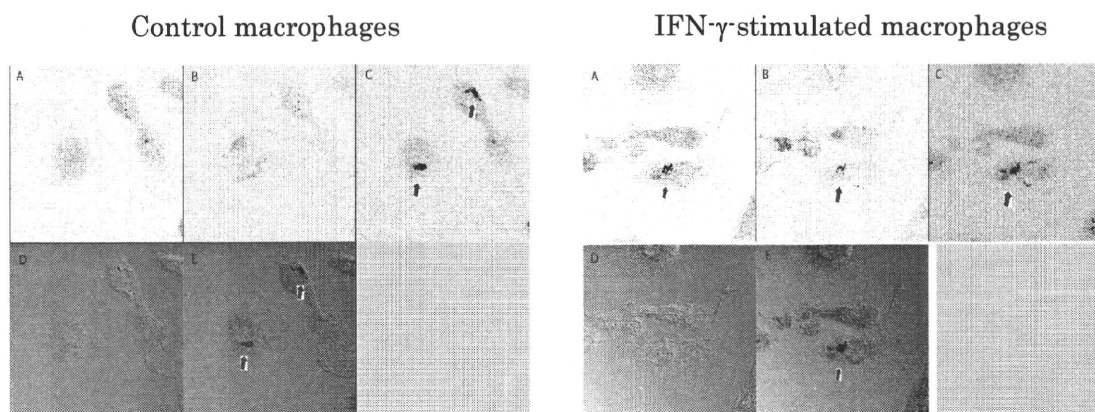 Control macrophages
IFN-γ-stimulated macrophages
A
B
C
A
B
C
D
E
D
E